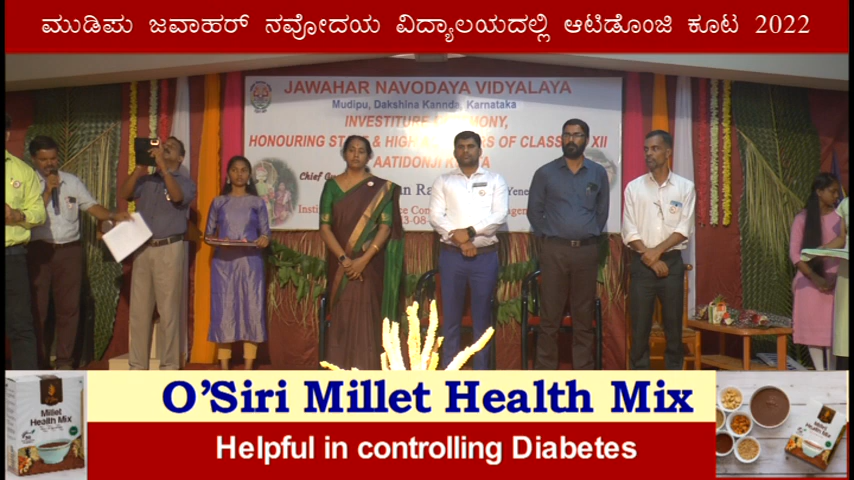 ಮುಡಿಪು ಜವಾಹರ್ ನವೋದಯ ವಿದ್ಯಾಲಯದಲ್ಲಿ ಆಟಿಡೊಂಜಿ ಕೂಟ 2022
JAWAHAR NAVODAYA VIDYALAYA
Mudipu, Dakshina Kannda, Karnataka
INVESTITURE
HONOURING & HIGH OF CLASS XII
AATIDONJI
Chief
O'Siri Millet Health Mix
Helpful in controlling Diabetes
Millet
Health Mix